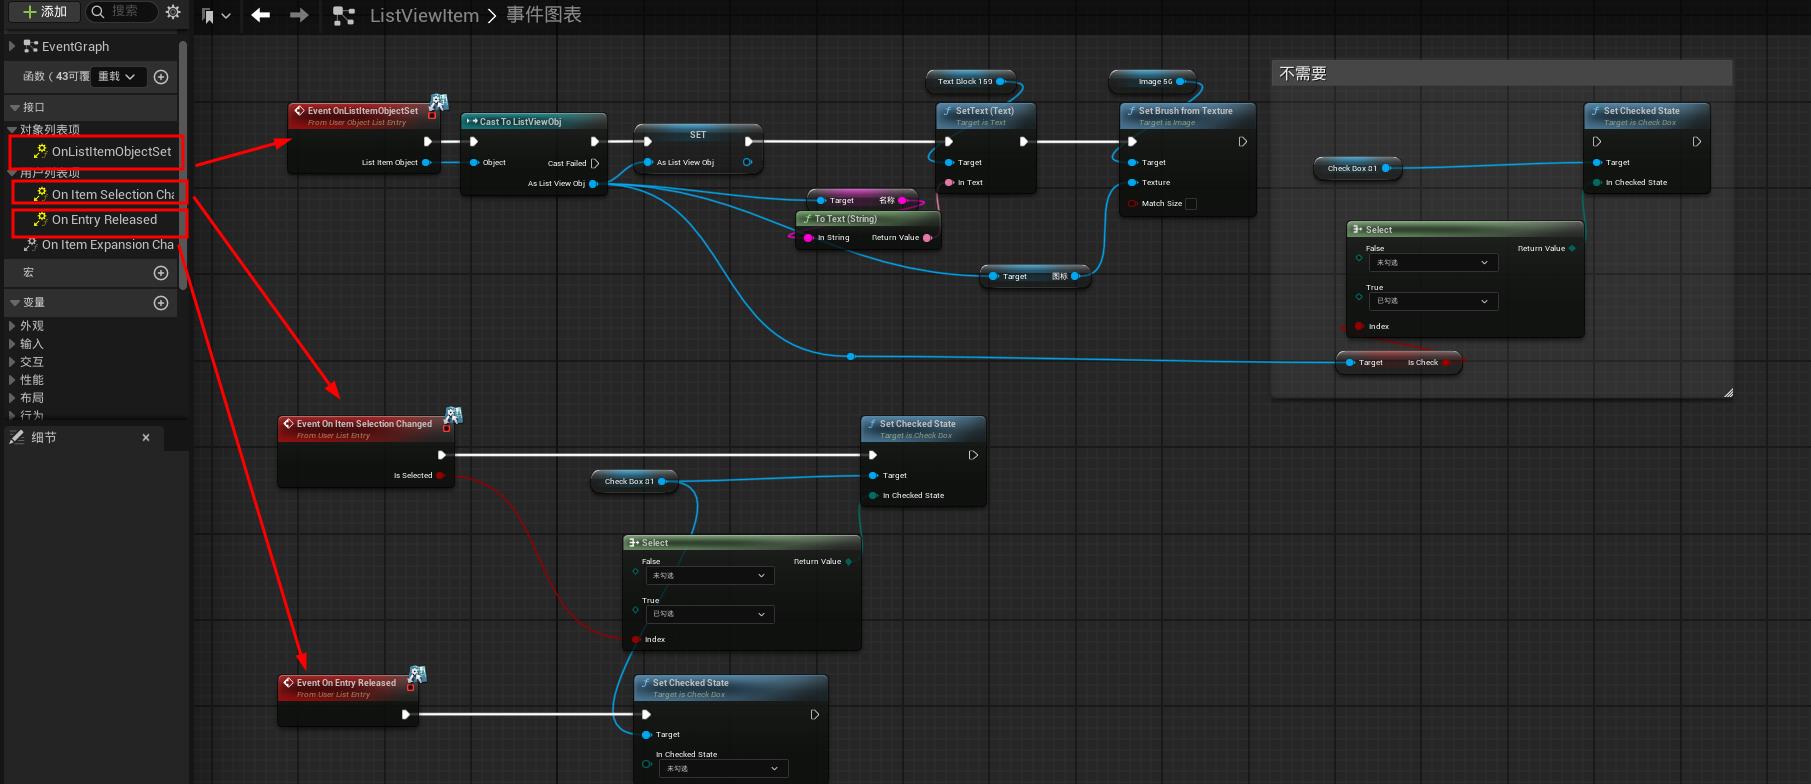 添加
搜索
ListViewItem > 事件图表
EventGraph
函数（43可覆
重载
接口
对象列表项
OnListItemObjectSet
用户列表项
On Item Selection Cha
On Entry Released
On Item Expansion Cha
宏
变量
外观
输入
交互
性能
布局
行为
细节
Event OnListItemObjectSet
From User Object List Entry
List Item Object
Cast To ListViewObj
Object
Cast Failed
As List View Obj
SET
As List View Obj
Text Block 159
SetText (Text)
Target is Text
Target
In Text
Target
名称
To Text (String)
In String
Return Value
Target
图标
Image 56
Set Brush from Texture
Target is Image
Target
Texture
Match Size
不需要
Check Box 81
Set Checked State
Target is Check Box
Target
In Checked State
Select
False
Return Value
未勾选
True
已勾选
Index
Target
Is Check
Event On Item Selection Changed
From User List Entry
Is Selected
Check Box 81
Set Checked State
Target is Check Box
Target
In Checked State
Select
False
Return Value
未勾选
True
已勾选
Index
Event On Entry Released
From User List Entry
Set Checked State
Target is Check Box
Target
In Checked State
未勾选